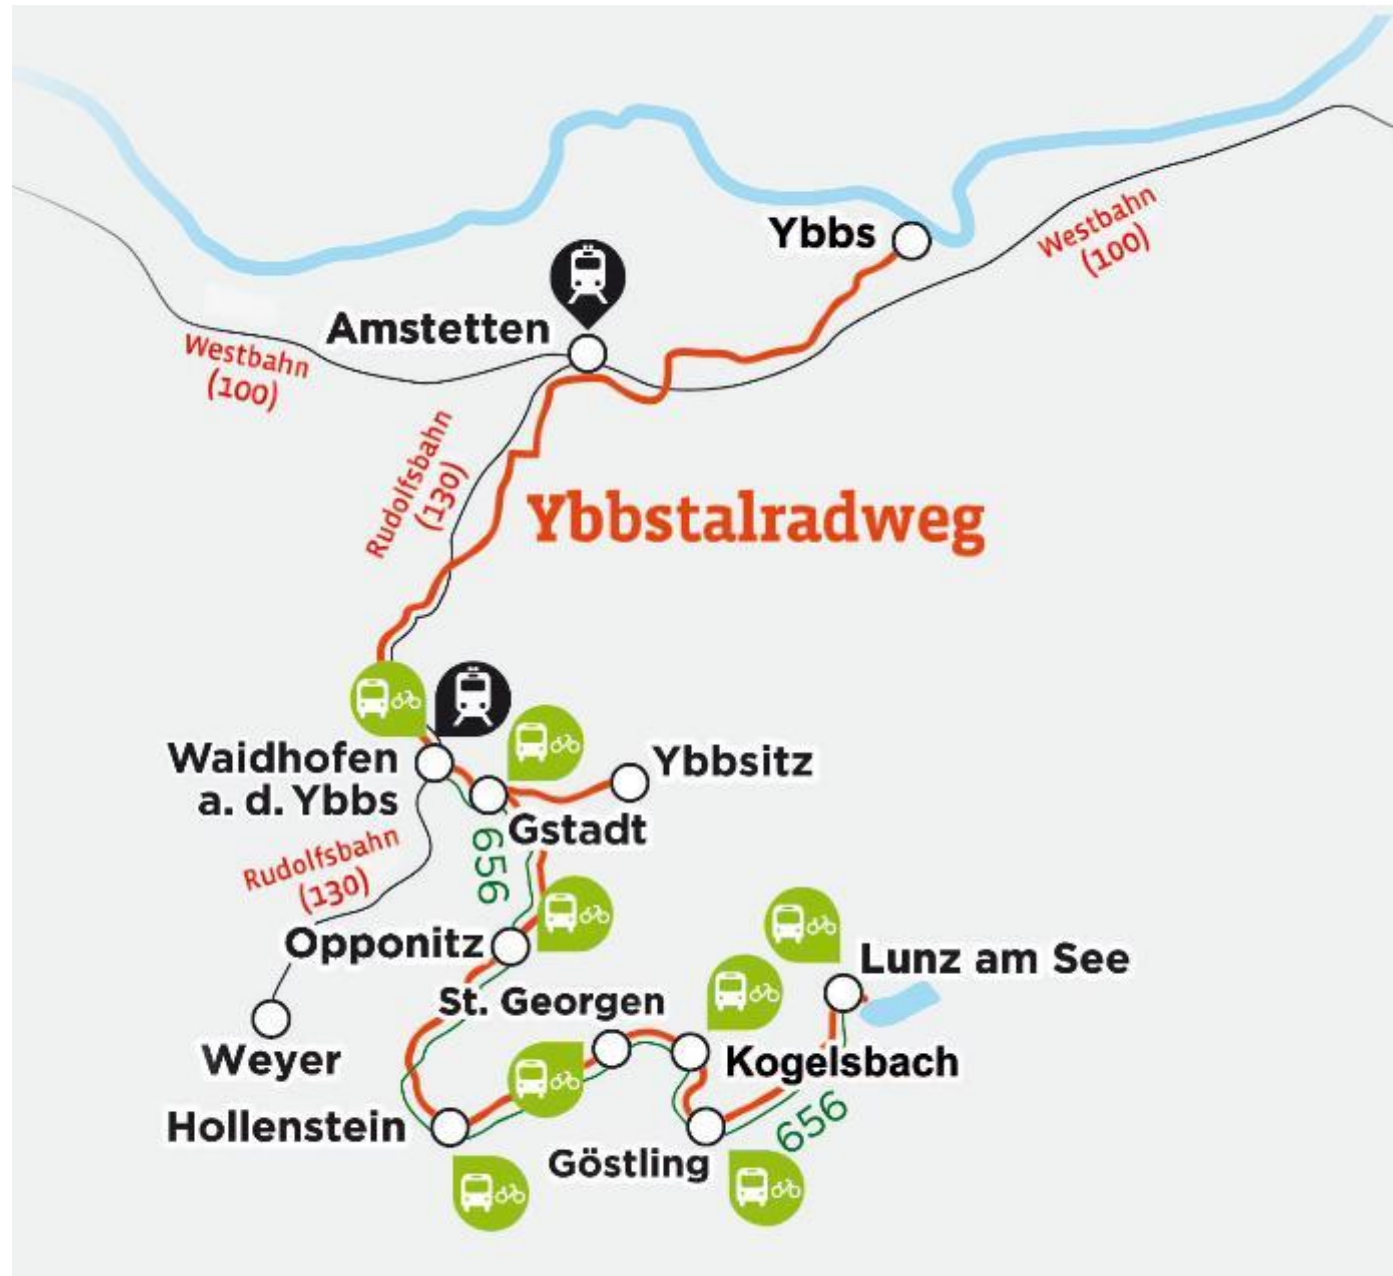 Ybbs
Westbahn
(100)
Amstetten
Westbahn
(100)
Rudolfsbahn
(130)
Ybbstalradweg
Waidhofen
a. d. Ybbs
Ybbsitz
Gstadt
656
Rudolfsbahn
(130)
Opponitz
Lunz am See
St. Georgen
Weyer
Kogelsbach
Hollenstein
656
Göstling